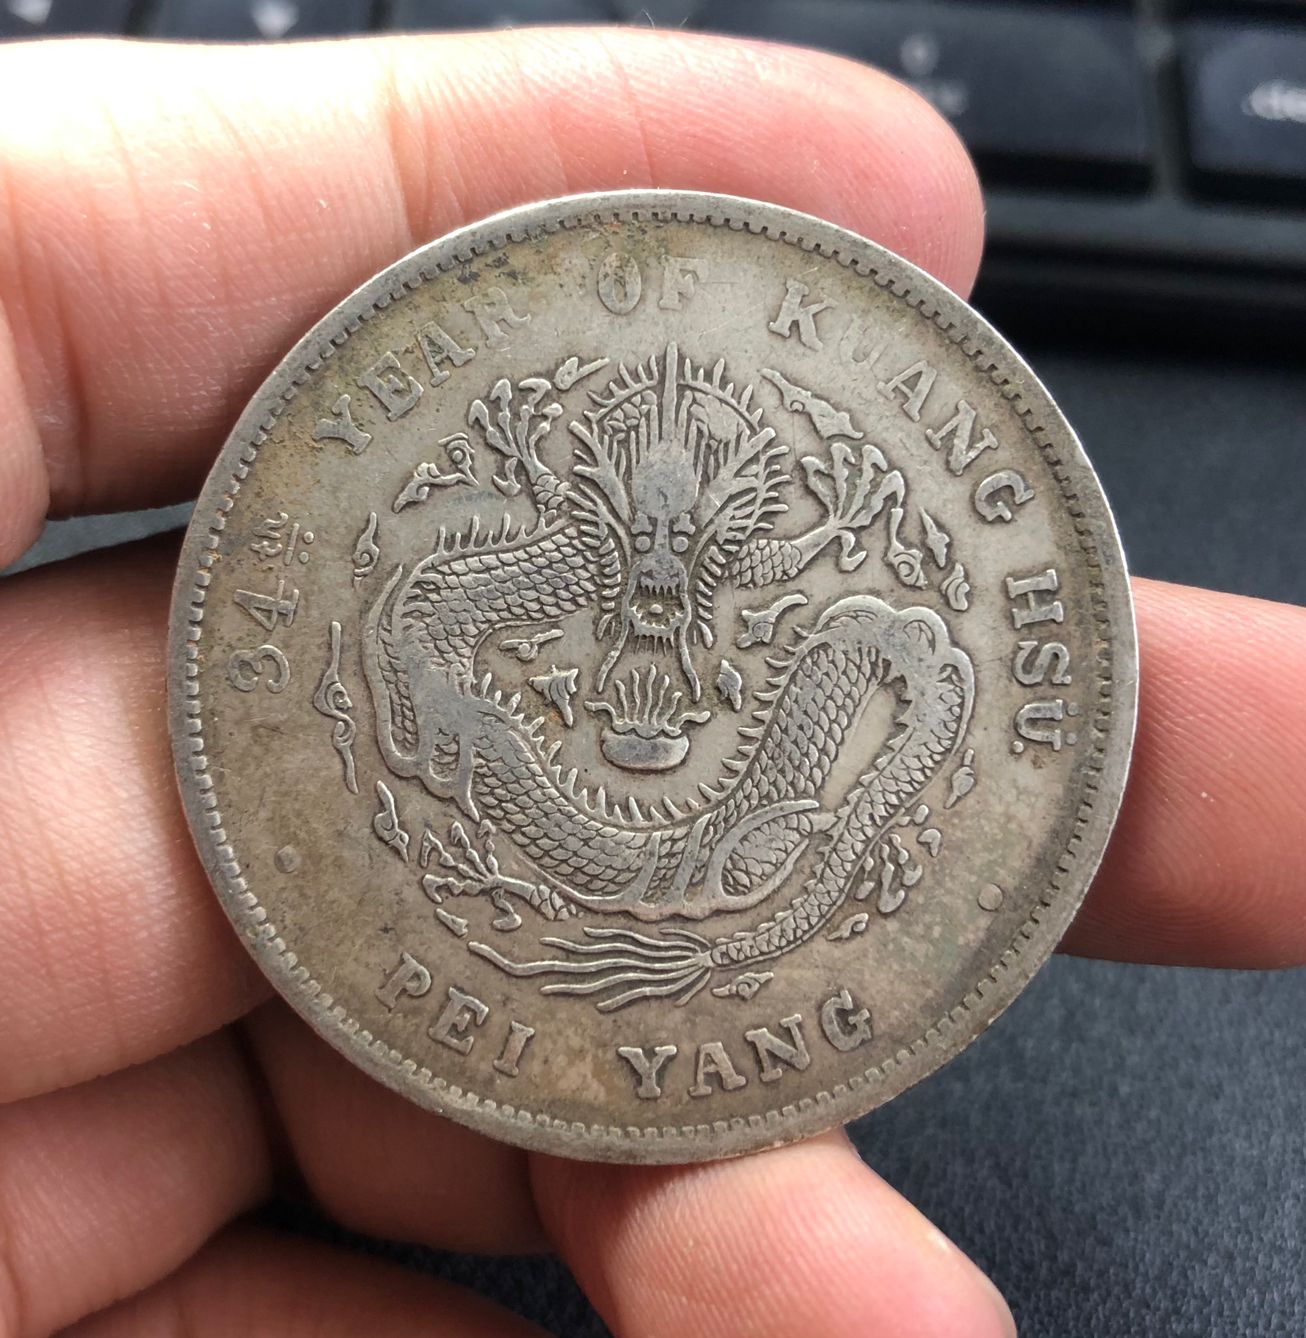 34th YEAR OF KUANG HSÜ.
PEI YANG